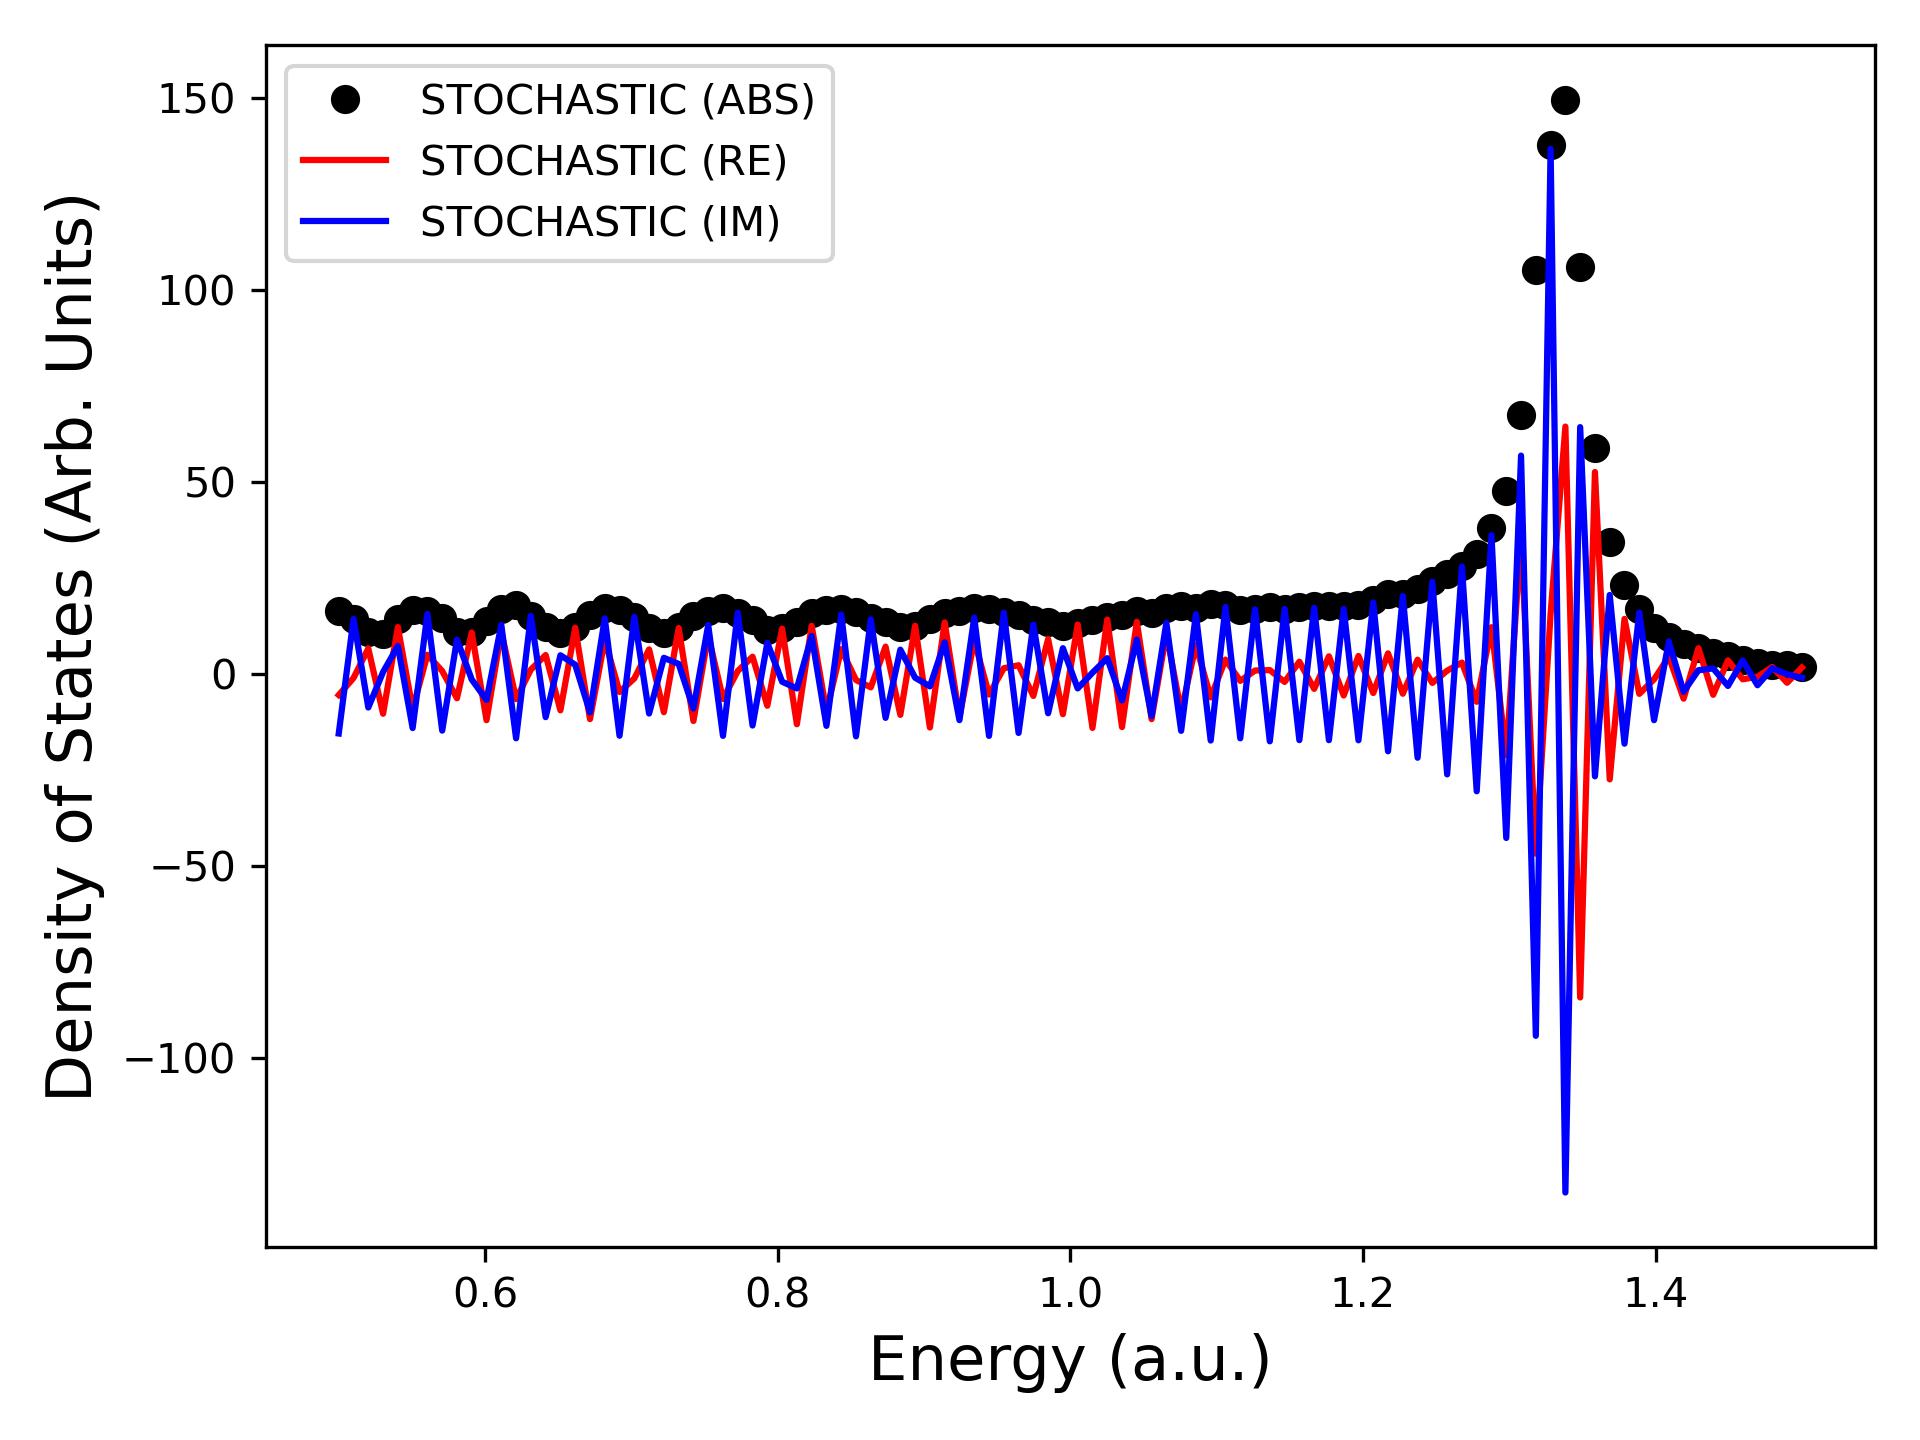 STOCHASTIC (ABS)
STOCHASTIC (RE)
STOCHASTIC (IM)
Density of States (Arb. Units)
150
100
50
0
−50
−100
0.6 0.8 1.0 1.2 1.4
Energy (a.u.)